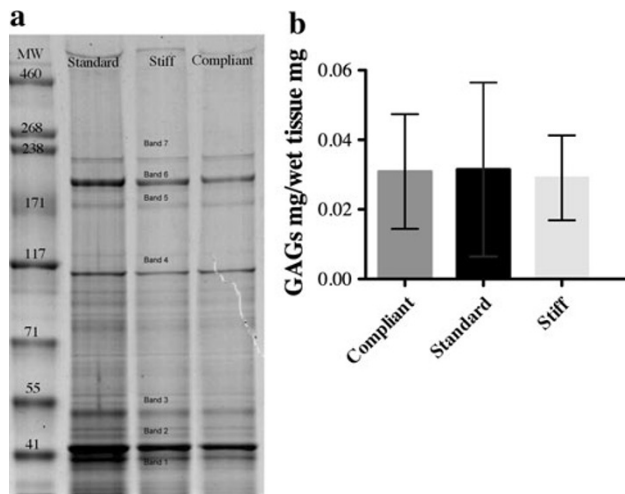 a
MW
Standard Stiff Compliant
460
268
238
171
117
71
55
41
Band 7
Band 6
Band 5
Band 4
Band 3
Band 2
Band 1
b
GAGs mg/wet tissue mg
0.06
0.04
0.02
0.00
Compliant
Standard
Stiff